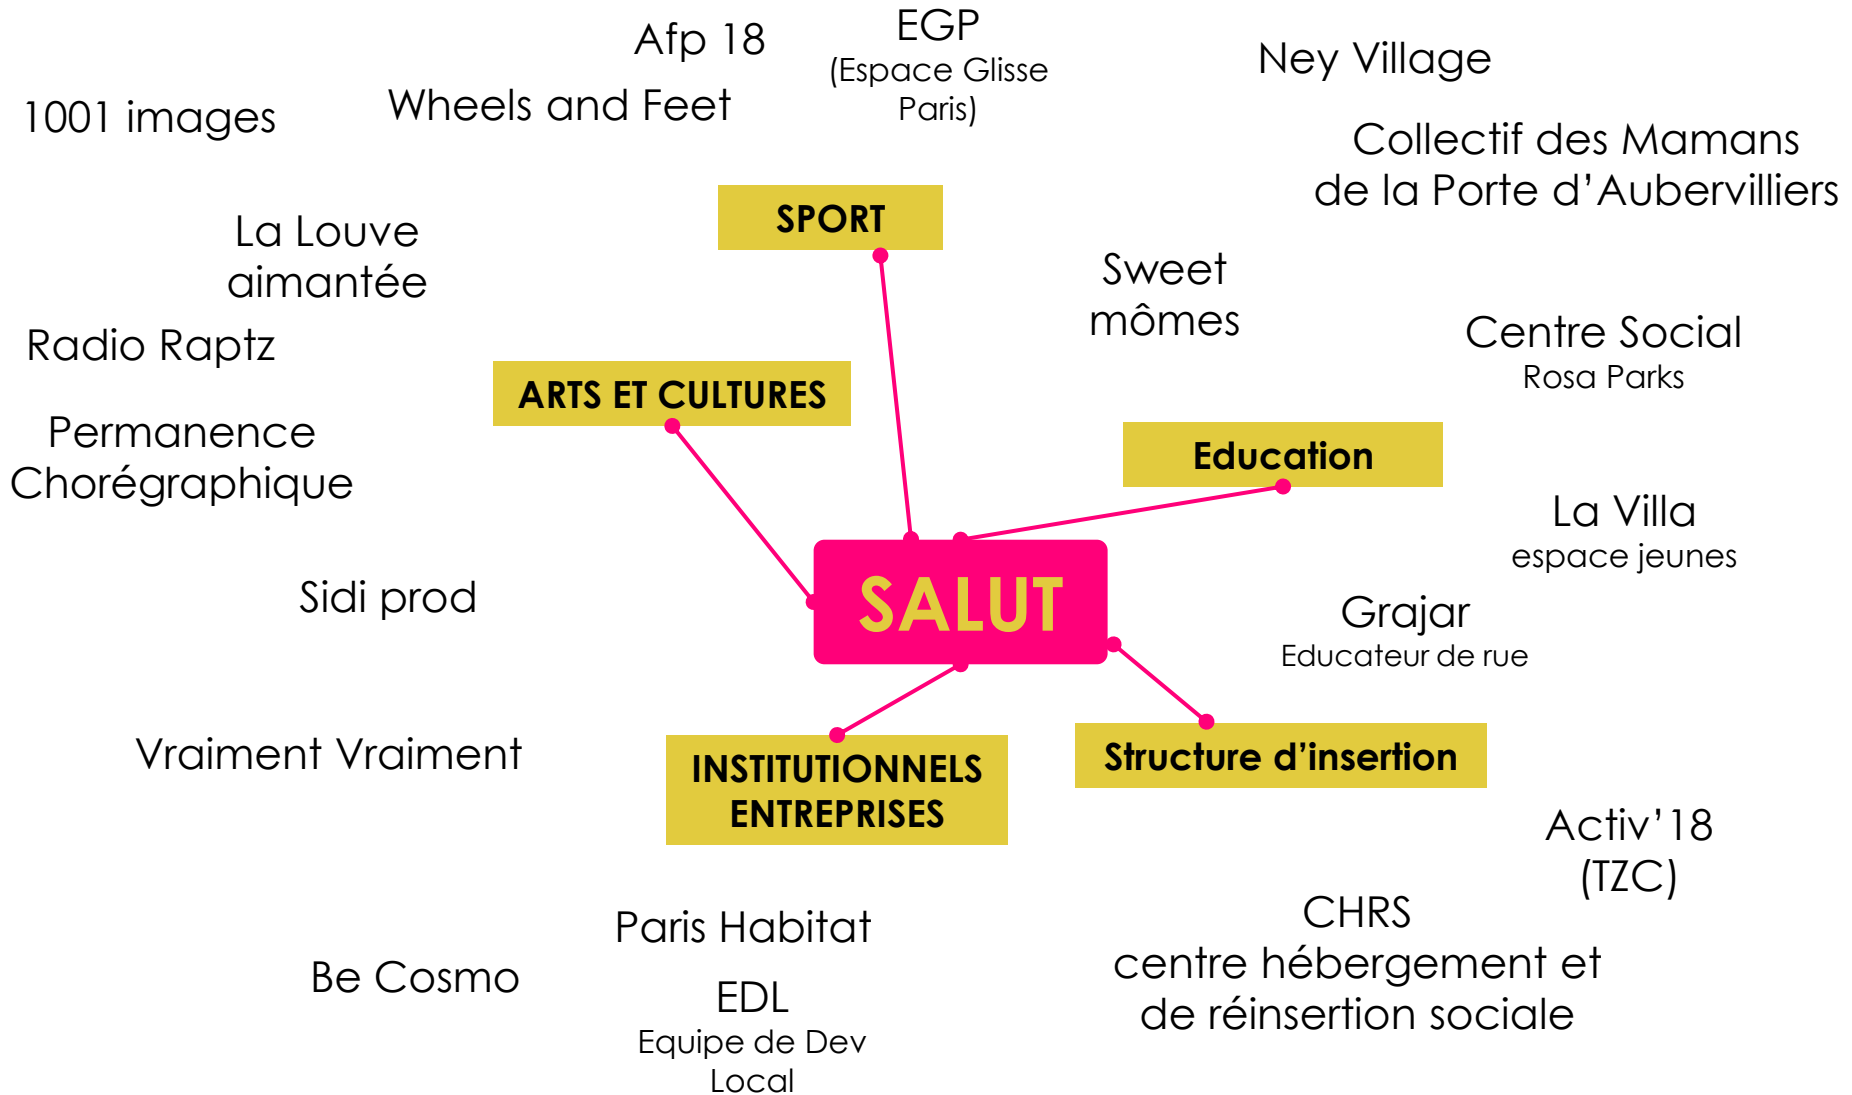 Afp 18
EGP
(Espace Glisse
Paris)
Ney Village
1001 images
Wheels and Feet
Collectif des Mamans
de la Porte d’Aubervilliers
SPORT
La Louve
aimantée
Sweet
mômes
Radio Raptz
Centre Social
Rosa Parks
ARTS ET CULTURES
Permanence
Chorégraphique
Education
La Villa
espace jeunes
SALUT
Sidi prod
Grajar
Educateur de rue
Vraiment Vraiment
INSTITUTIONNELS
ENTREPRISES
Structure d’insertion
Activ’18
(TZC)
Paris Habitat
CHRS
centre hébergement et
de réinsertion sociale
Be Cosmo
EDL
Equipe de Dev
Local